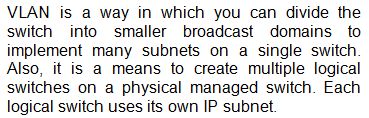 VLAN is a way in which you can divide the
switch into smaller broadcast domains to
implement many subnets on a single switch.
Also, it is a means to create multiple logical
switches on a physical managed switch. Each
logical switch uses its own IP subnet.